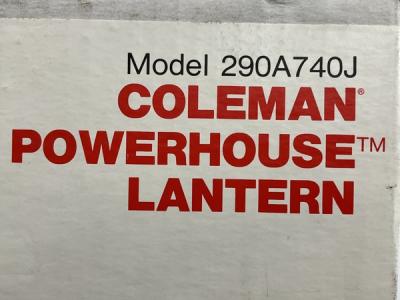 Model 290A740J
COLEMAN®
POWERHOUSE™
LANTERN